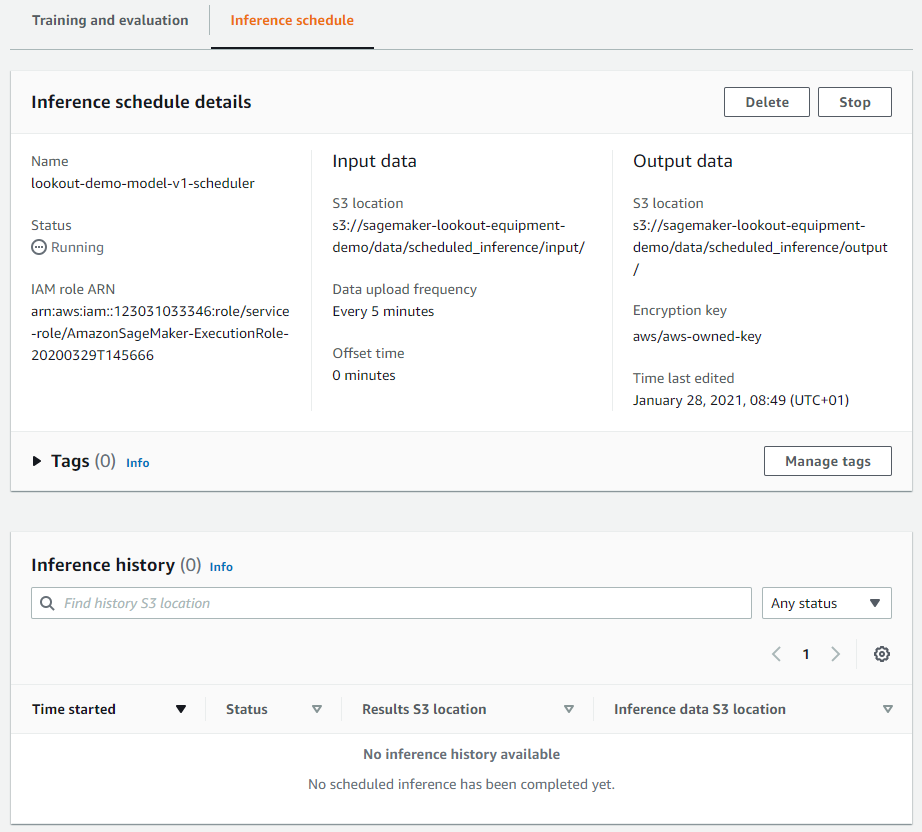 Training and evaluation
Inference schedule
Inference schedule details
Delete
Stop
Name
lookout-demo-model-v1-scheduler
Status
Running
IAM role ARN
arn:aws:iam::123031033346:role/service
-role/AmazonSageMaker-ExecutionRole-
20200329T145666
Input data
S3 location
s3://sagemaker-lookout-equipment-
demo/data/scheduled_inference/input/
Data upload frequency
Every 5 minutes
Offset time
0 minutes
Output data
S3 location
s3://sagemaker-lookout-equipment-
demo/data/scheduled_inference/output
/
Encryption key
aws/aws-owned-key
Time last edited
January 28, 2021, 08:49 (UTC+01)
Tags (0) Info
Manage tags
Inference history (0) Info
Find history S3 location
Any status
1
Time started
Status
Results S3 location
Inference data S3 location
No inference history available
No scheduled inference has been completed yet.